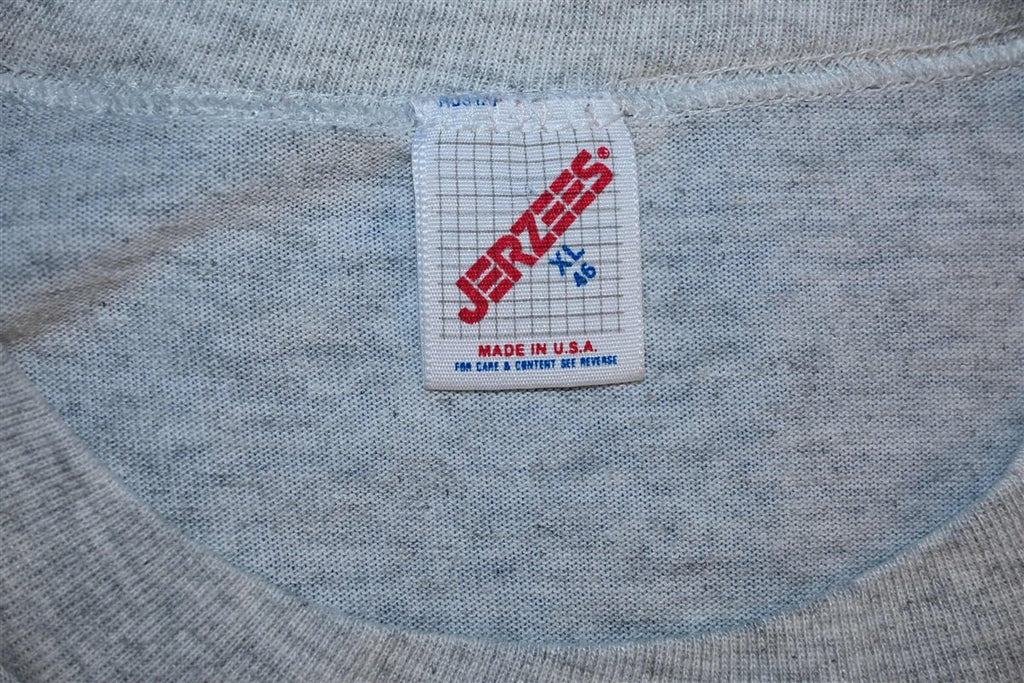 JERZEES®
XL
46
MADE IN U.S.A.
FOR CARE & CONTENT SEE REVERSE